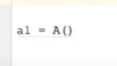 a1 = A()